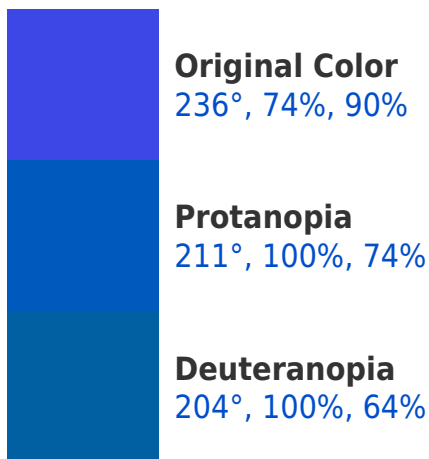 Original Color
236°, 74%, 90%
Protanopia
211°, 100%, 74%
Deuteranopia
204°, 100%, 64%